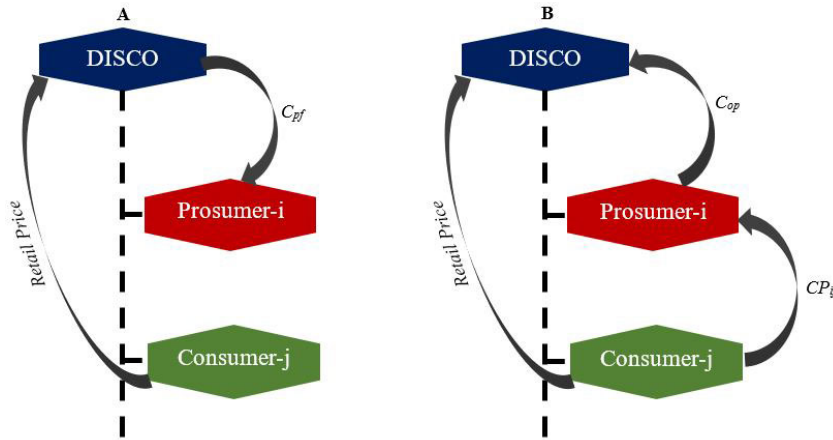 A
DISCO
C_pf
Prosumer-i
Retail Price
Consumer-j
B
DISCO
C_op
Prosumer-i
Retail Price
CP_ij
Consumer-j